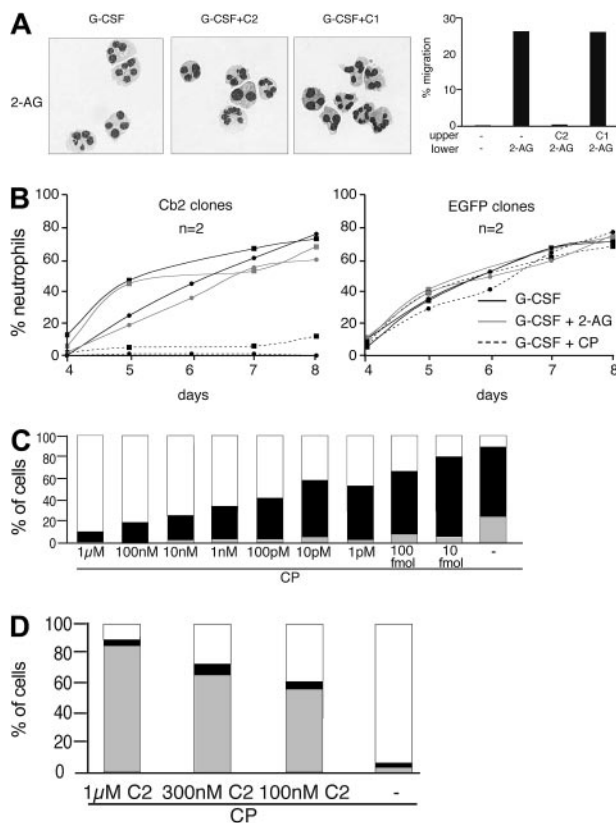 A
G-CSF
G-CSF+C2
G-CSF+C1
2-AG
30
20
10
0
% migration
upper - - C2 C1
lower - 2-AG 2-AG 2-AG
B
Cb2 clones
n=2
EGFP clones
n=2
100
80
60
40
20
0
% neutrophils
4 5 6 7 8
days
100
80
60
40
20
0
4 5 6 7 8
days
G-CSF
G-CSF + 2-AG
G-CSF + CP
C
100
80
60
40
20
0
% of cells
1µM 100nM 10nM 1nM 100pM 10pM 1pM 100 fmol 10 fmol -
CP
D
100
80
60
40
20
0
% of cells
1µM C2 300nM C2 100nM C2 -
CP